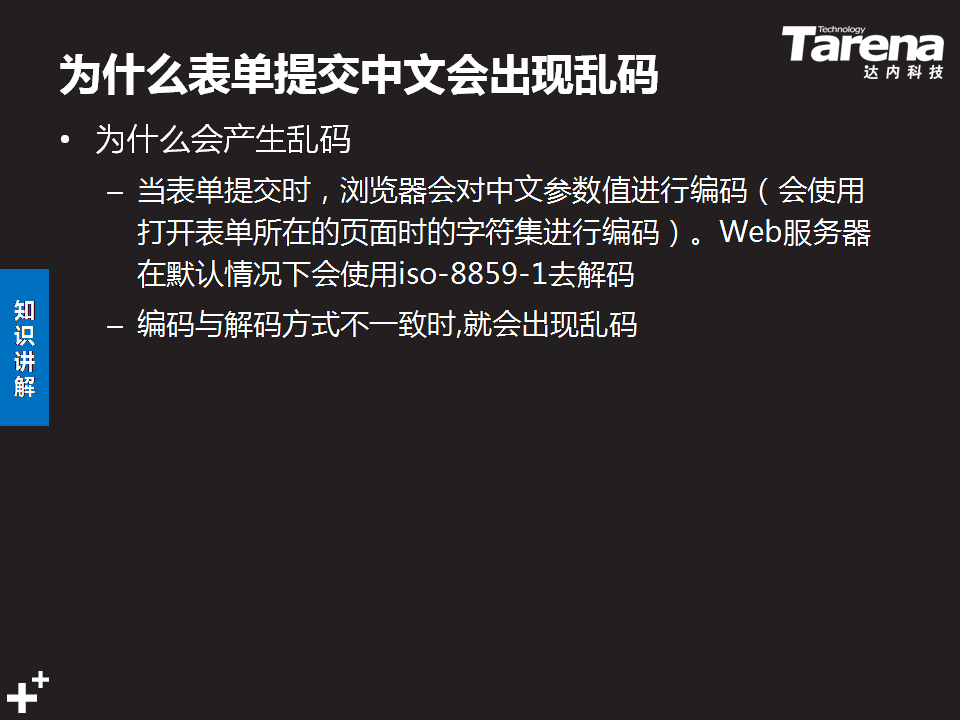 Technology
Tarena
达内科技
为什么表单提交中文会出现乱码
• 为什么会产生乱码
– 当表单提交时，浏览器会对中文参数值进行编码（会使用
打开表单所在的页面时的字符集进行编码）。Web服务器
在默认情况下会使用iso-8859-1去解码
– 编码与解码方式不一致时,就会出现乱码
知
识
讲
解